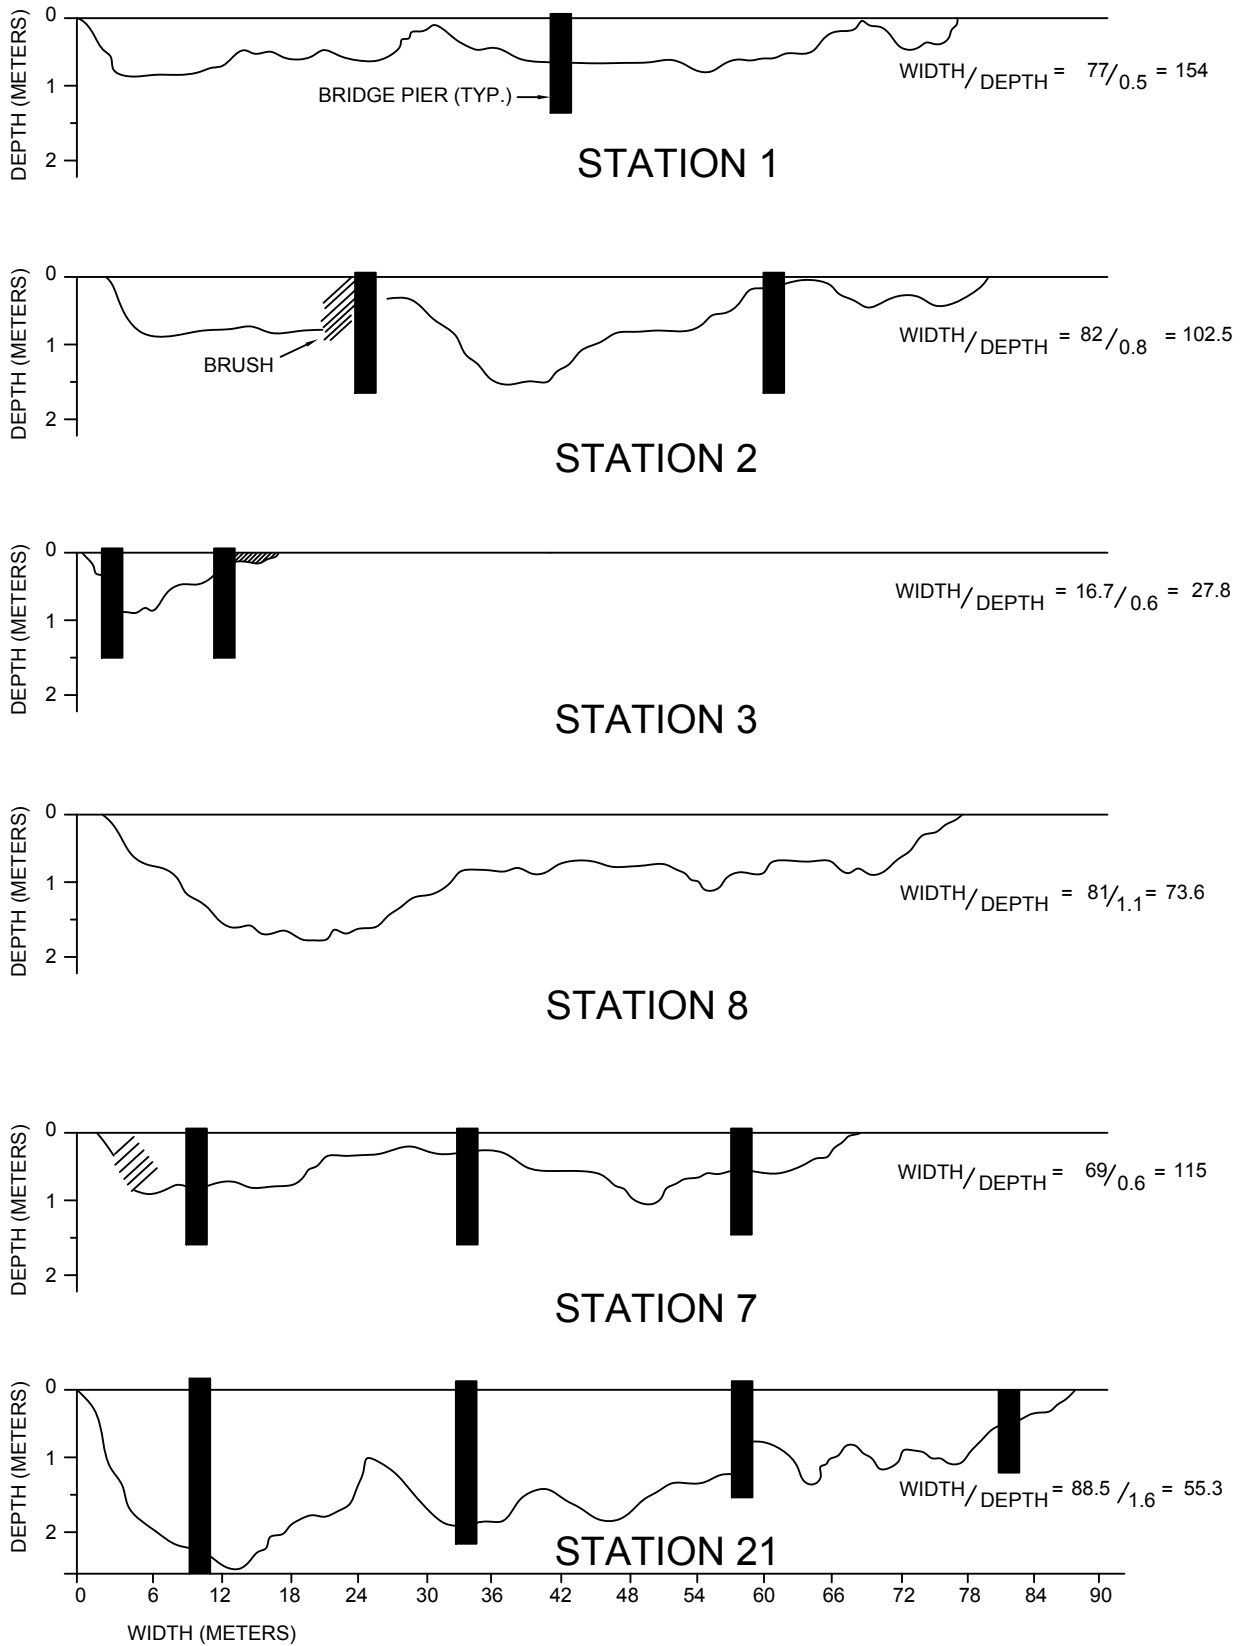 DEPTH (METERS)
0
1
2
BRIDGE PIER (TYP.)
WIDTH/DEPTH = 77/0.5 = 154
STATION 1
DEPTH (METERS)
0
1
2
BRUSH
WIDTH/DEPTH = 82/0.8 = 102.5
STATION 2
DEPTH (METERS)
0
1
2
WIDTH/DEPTH = 16.7/0.6 = 27.8
STATION 3
DEPTH (METERS)
0
1
2
WIDTH/DEPTH = 81/1.1 = 73.6
STATION 8
DEPTH (METERS)
0
1
2
WIDTH/DEPTH = 69/0.6 = 115
STATION 7
DEPTH (METERS)
0
1
2
WIDTH/DEPTH = 88.5/1.6 = 55.3
STATION 21
0 6 12 18 24 30 36 42 48 54 60 66 72 78 84 90
WIDTH (METERS)